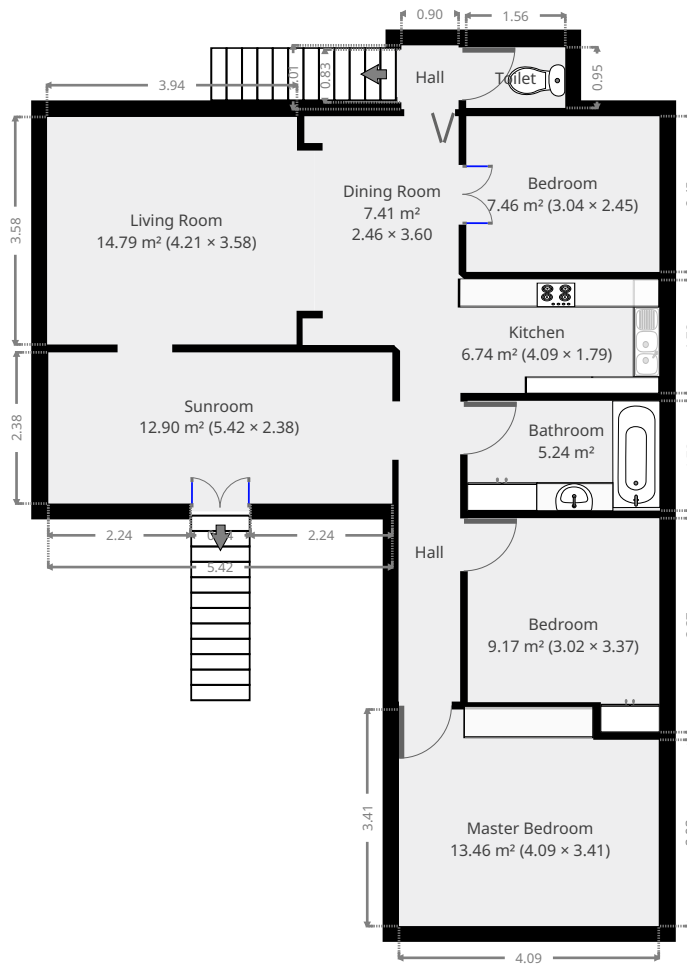 0.90
1.56
Hall
Toilet
0.83
0.95
3.94
Dining Room
7.41 m²
2.46 × 3.60
Bedroom
7.46 m² (3.04 × 2.45)
Living Room
14.79 m² (4.21 × 3.58)
3.58
Kitchen
6.74 m² (4.09 × 1.79)
Sunroom
12.90 m² (5.42 × 2.38)
2.38
Bathroom
5.24 m²
2.24
2.24
5.42
Hall
Bedroom
9.17 m² (3.02 × 3.37)
3.41
Master Bedroom
13.46 m² (4.09 × 3.41)
4.09